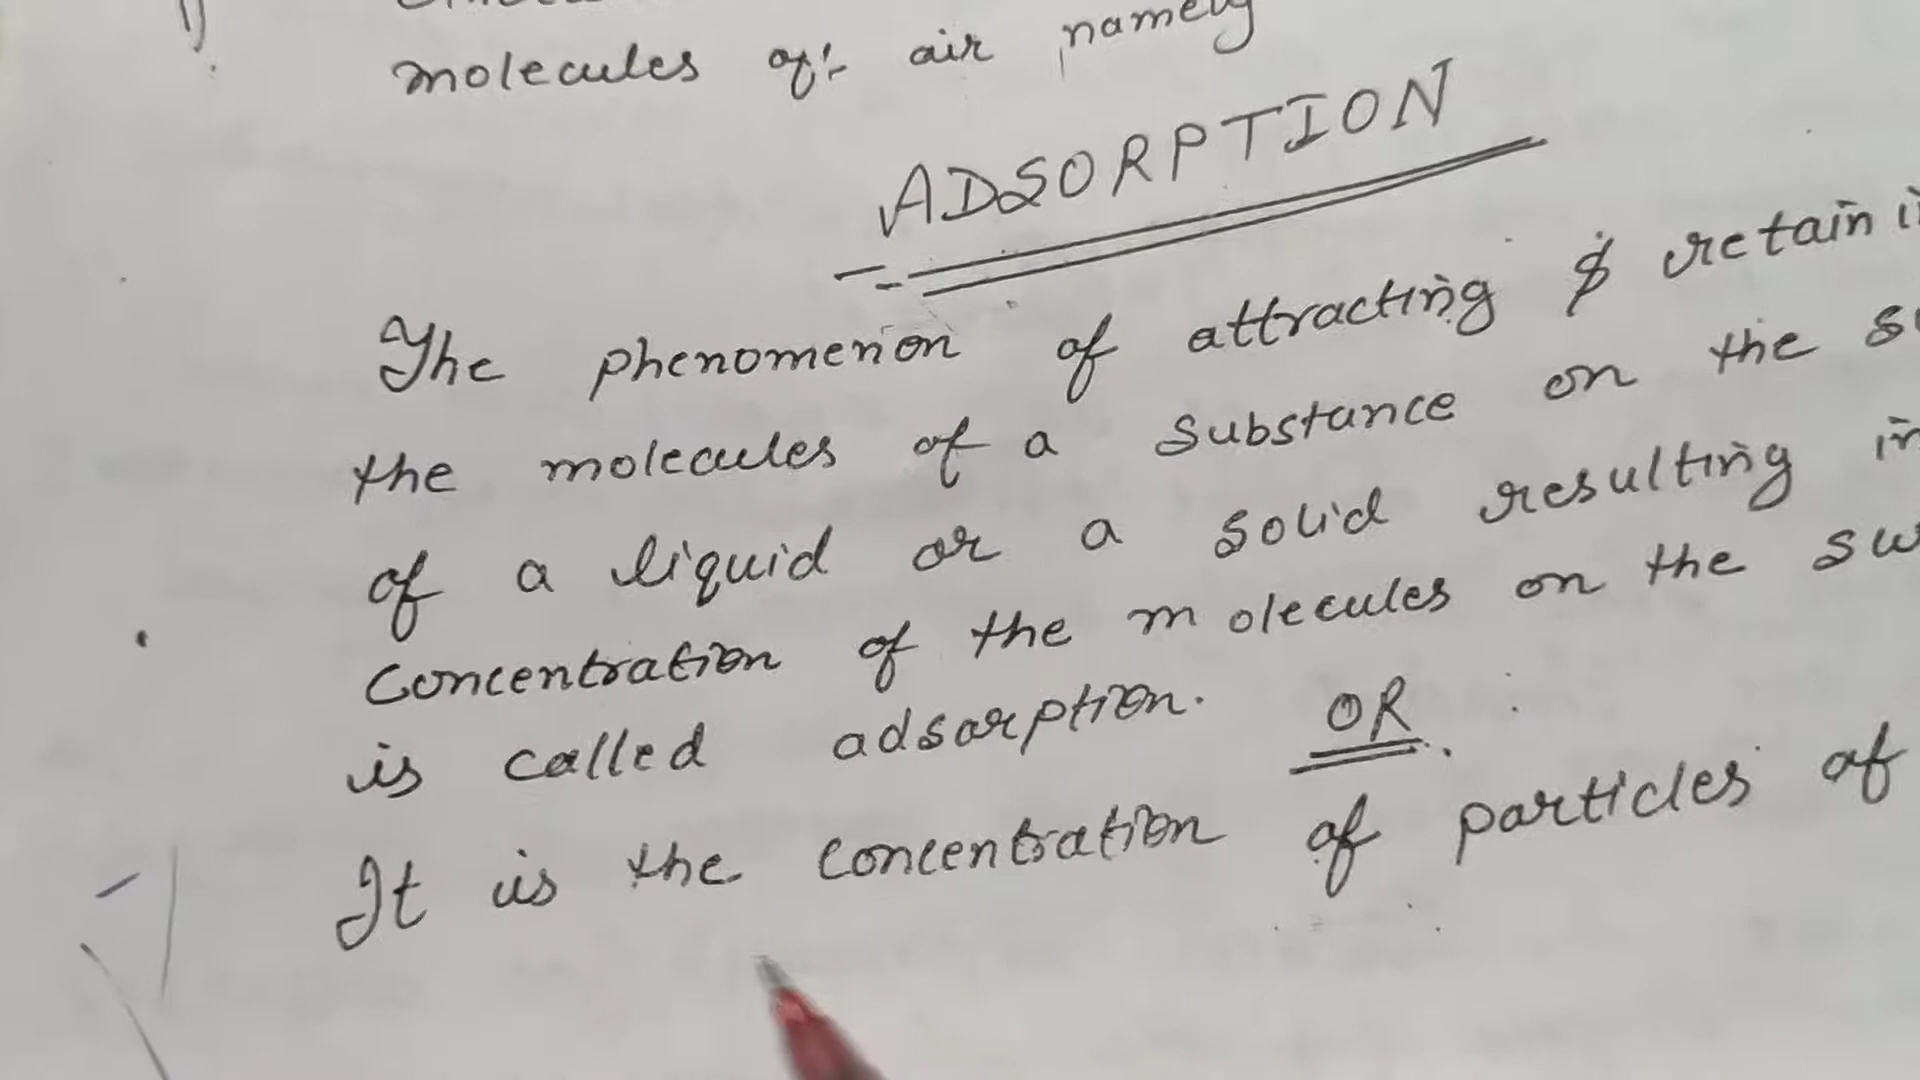 molecules of:- air namely
ADSORPTION
The phenomenon of attracting & retain
the molecules of a substance on the
of a liquid or a solid resulting in
concentration of the molecules on the
is called adsorption. OR
It is the concentration of particles of